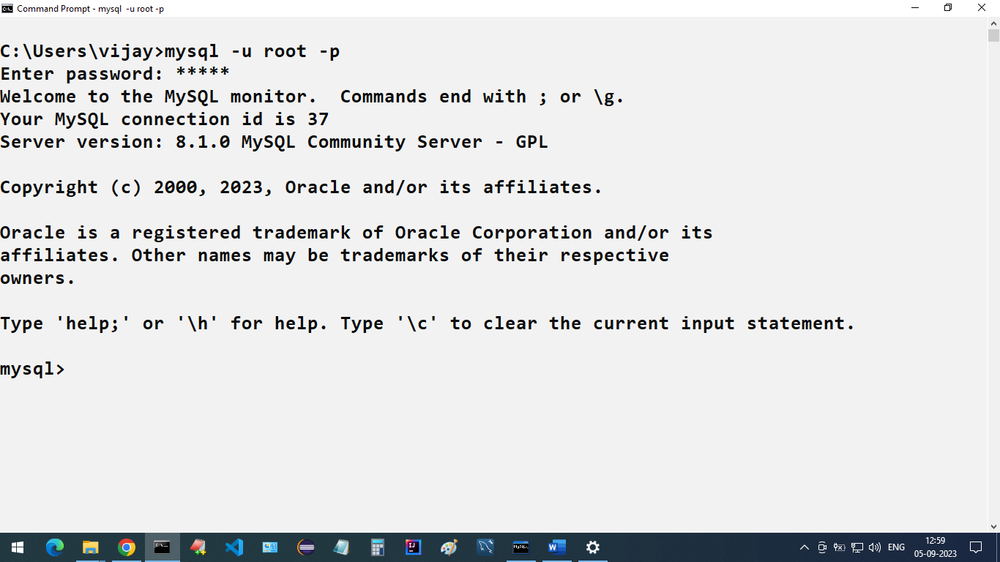 Command Prompt - mysql  -u root -p
C:\Users\vijay>mysql -u root -p
Enter password: *****
Welcome to the MySQL monitor.  Commands end with ; or \g.
Your MySQL connection id is 37
Server version: 8.1.0 MySQL Community Server - GPL
Copyright (c) 2000, 2023, Oracle and/or its affiliates.
Oracle is a registered trademark of Oracle Corporation and/or its
affiliates. Other names may be trademarks of their respective
owners.
Type 'help;' or '\h' for help. Type '\c' to clear the current input statement.
mysql>
ENG
12:59
05-09-2023